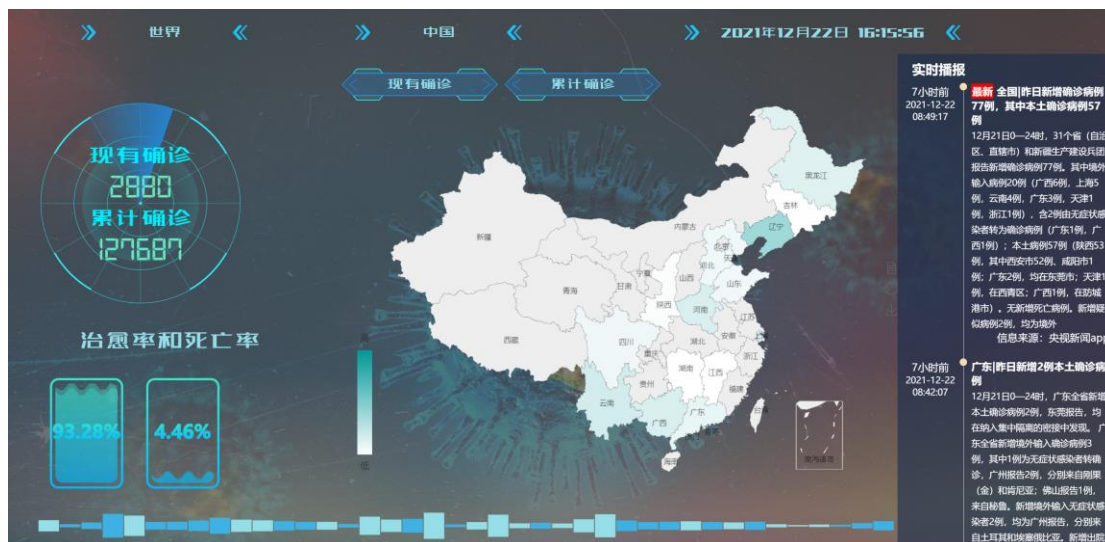 世界
中国
2021年12月22日 16:15:56
现有确诊
累计确诊
现有确诊
2880
累计确诊
127687
治愈率和死亡率
93.28%
4.46%
高
低
黑龙江
吉林
辽宁
内蒙古
新疆
北京
河北
山西
山东
宁夏
甘肃
青海
陕西
河南
江苏
西藏
四川
重庆
湖北
安徽
浙江
湖南
江西
贵州
福建
云南
广西
广东
台湾
海南
南海诸岛
实时播报
7小时前
2021-12-22
08:49:17
最新 全国|昨日新增确诊病例
77例，其中本土确诊病例57
例
12月21日0—24时，31个省（自治
区、直辖市）和新疆生产建设兵团
报告新增确诊病例77例。其中境外
输入病例20例（广西6例，上海5
例，云南4例，广东3例，天津1
例，浙江1例），含2例由无症状感
染者转为确诊病例（广东1例，广
西1例）；本土病例57例（陕西53
例，其中西安市52例、咸阳市1
例；广东2例，均在东莞市；天津1
例，在西青区；广西1例，在防城
港市）。无新增死亡病例。新增疑
似病例2例，均为境外
信息来源：央视新闻app
7小时前
2021-12-22
08:42:07
广东|昨日新增2例本土确诊病
例
12月21日0—24时，广东全省新增
本土确诊病例2例，东莞报告，均
在纳入集中隔离的密接中发现。广
东全省新增境外输入确诊病例3
例，其中1例为无症状感染者转确
诊，广州报告2例，分别来自刚果
（金）和肯尼亚；佛山报告1例，
来自秘鲁。新增境外输入无症状感
染者2例，均为广州报告，分别来
自土耳其和埃塞俄比亚。新增出院